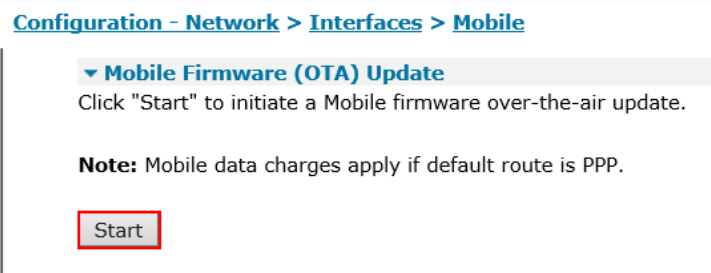 Configuration - Network > Interfaces > Mobile
Mobile Firmware (OTA) Update
Click "Start" to initiate a Mobile firmware over-the-air update.
Note: Mobile data charges apply if default route is PPP.
Start